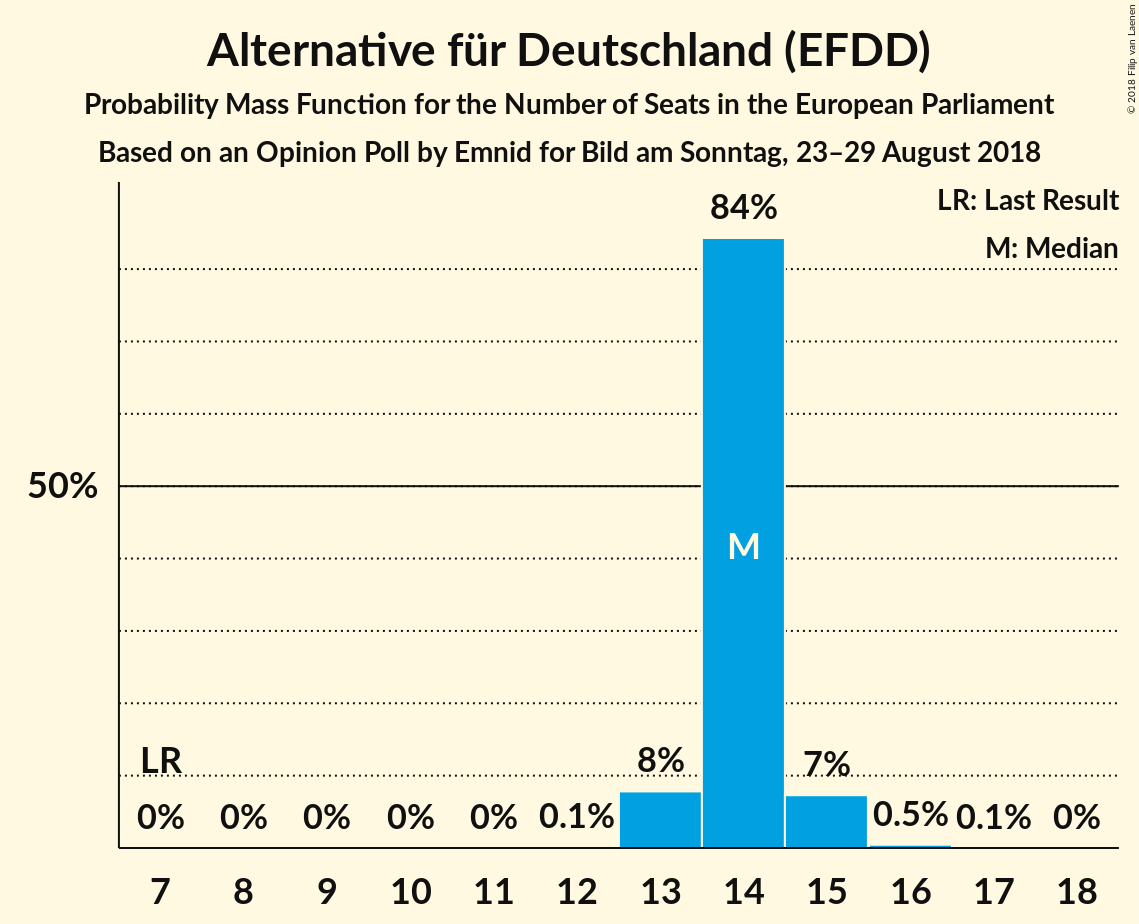 Alternative für Deutschland (EFDD)
Probability Mass Function for the Number of Seats in the European Parliament
Based on an Opinion Poll by Emnid for Bild am Sonntag, 23–29 August 2018
© 2018 Filip van Laenen
LR: Last Result
M: Median
84%
50%
M
LR
8%
7%
0% 0% 0% 0% 0% 0.1% 0.5% 0.1% 0%
7 8 9 10 11 12 13 14 15 16 17 18